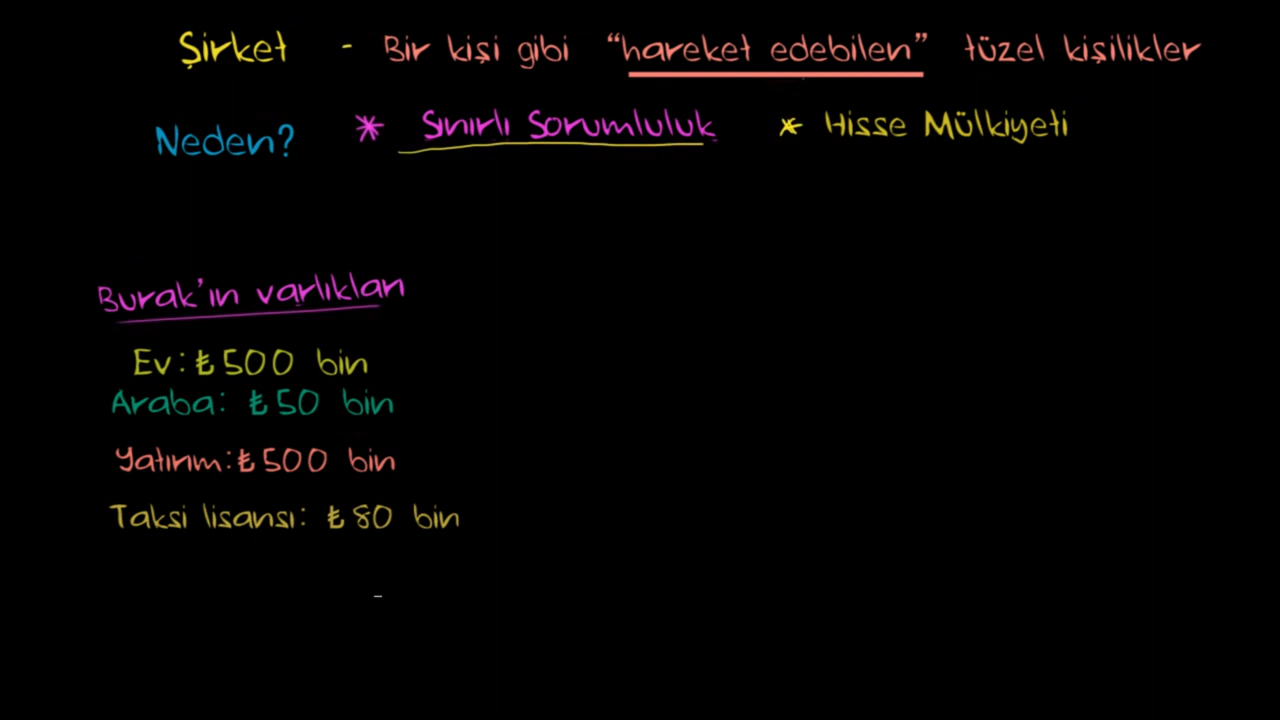 Şirket - Bir kişi gibi “hareket edebilen” tüzel kişilikler
Neden? * Sınırlı Sorumluluk * Hisse Mülkiyeti
Burak'ın varlıkları
Ev: ₺500 bin
Araba: ₺50 bin
Yatırım: ₺500 bin
Taksi lisansı: ₺80 bin